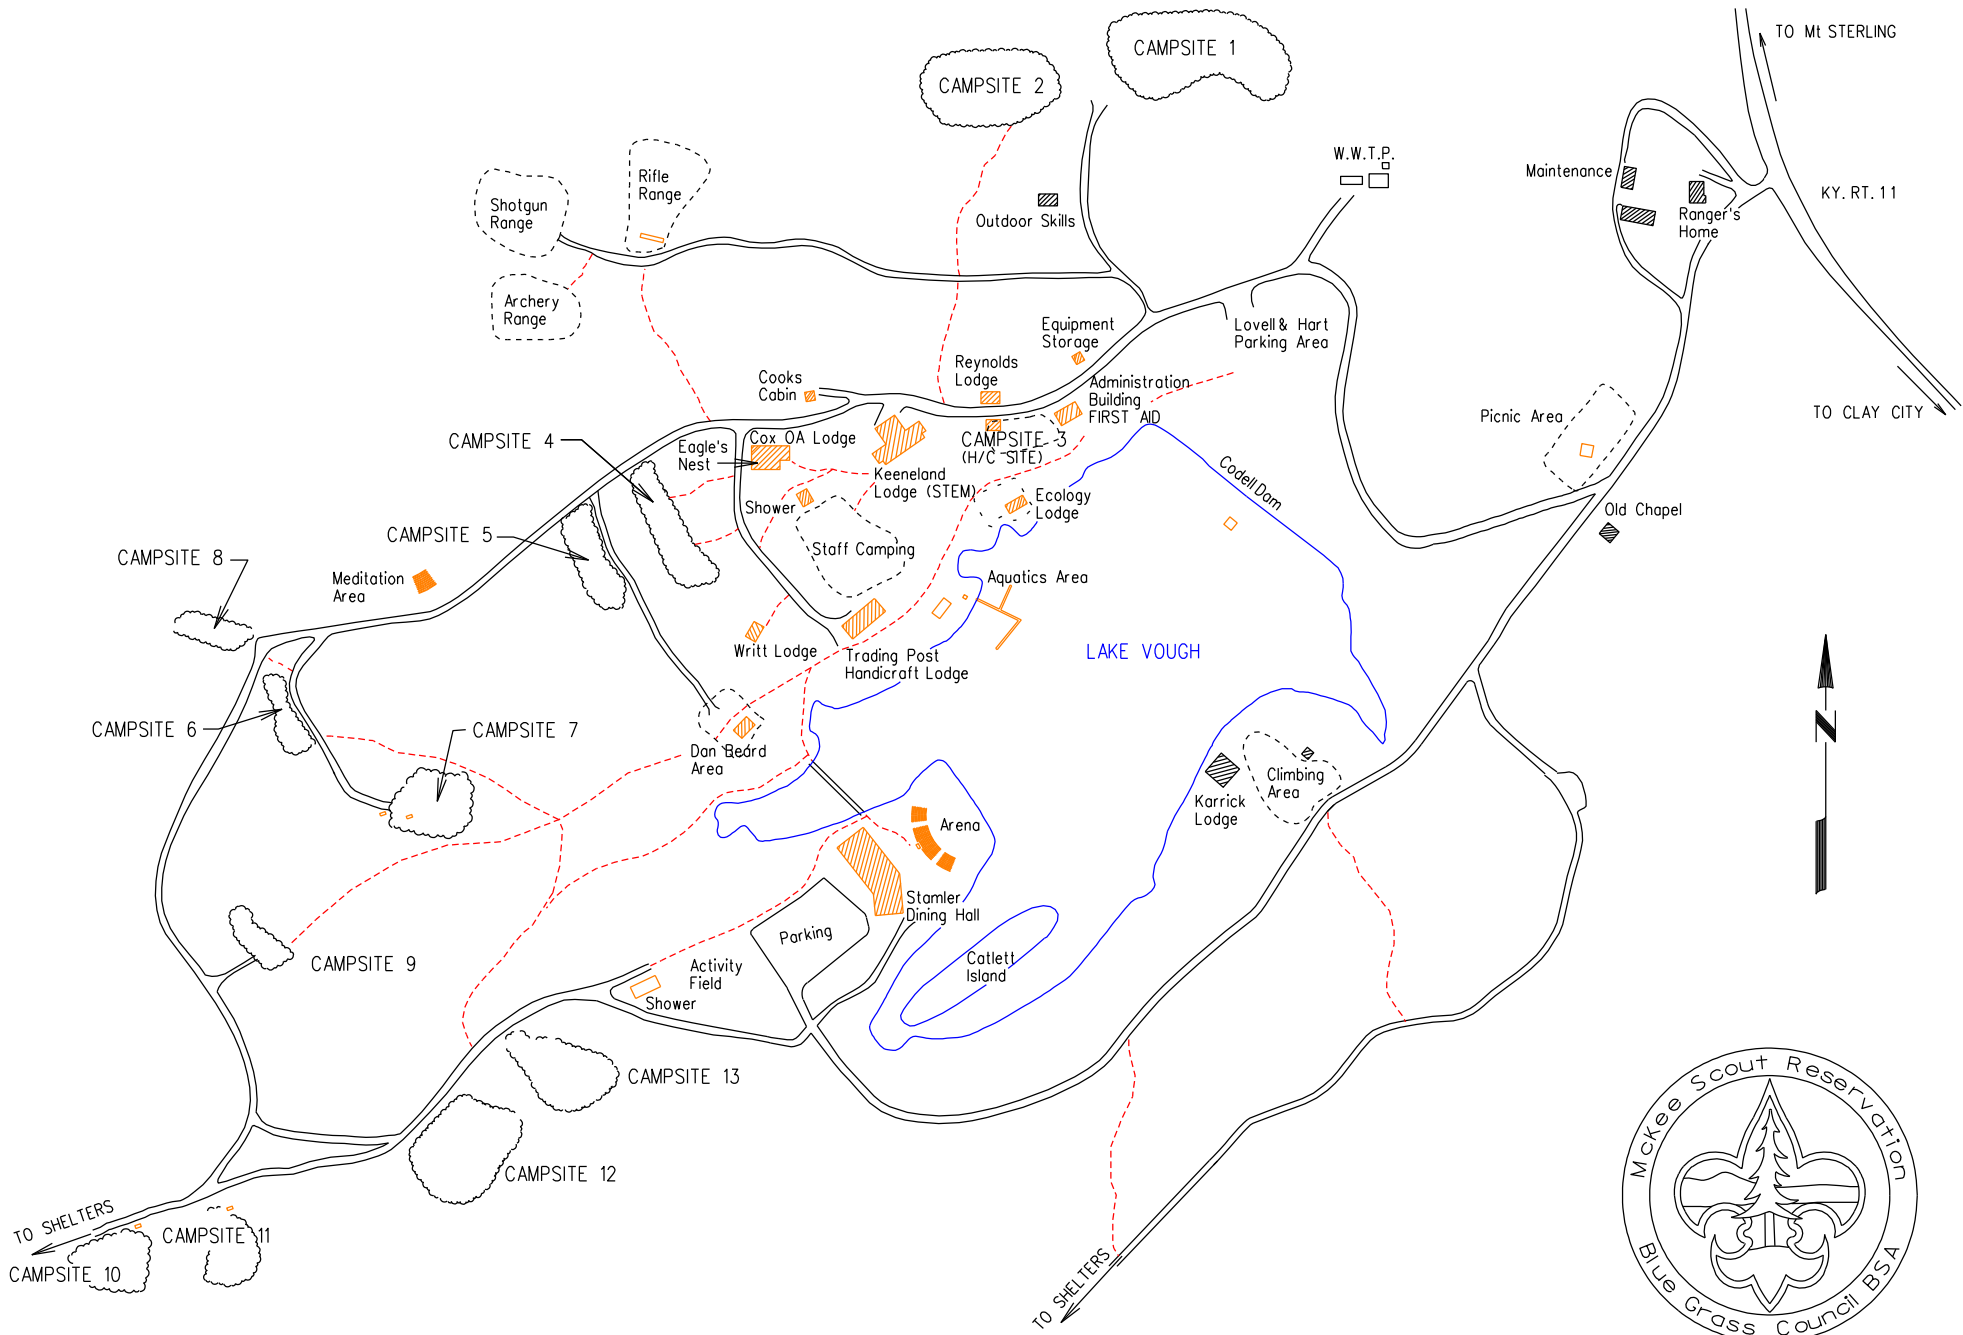 TO Mt STERLING
CAMPSITE 1
CAMPSITE 2
W.W.T.P.
Maintenance
KY. RT. 11
Rifle
Range
Shotgun
Range
Outdoor Skills
Ranger's
Home
Archery
Range
Equipment
Storage
Lovell & Hart
Parking Area
Reynolds
Lodge
Cooks
Cabin
Administration
Building
FIRST AID
TO CLAY CITY
Picnic Area
CAMPSITE 4
Eagle's
Nest
Cox OA Lodge
CAMPSITE 3
(H/C SITE)
Keeneland
Lodge (STEM)
Codell Dam
Shower
Ecology
Lodge
Old Chapel
CAMPSITE 5
Staff Camping
CAMPSITE 8
Meditation
Area
Aquatics Area
Writt Lodge
Trading Post
Handicraft Lodge
LAKE VOUGH
CAMPSITE 6
CAMPSITE 7
Dan Beard
Area
N
Climbing
Area
Karrick
Lodge
Arena
Stamler
Dining Hall
Parking
CAMPSITE 9
Activity
Field
Shower
Catlett
Island
CAMPSITE 13
CAMPSITE 12
TO SHELTERS
CAMPSITE 11
CAMPSITE 10
TO SHELTERS
McKee Scout Reservation
Blue Grass Council BSA